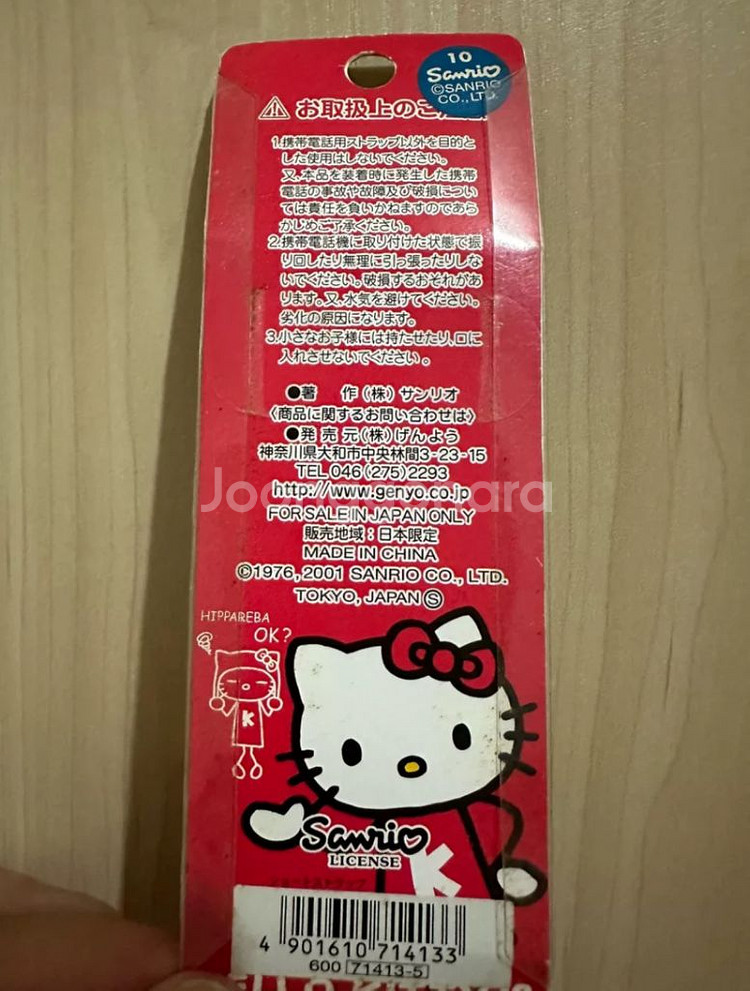 10
Sanrio
©SANRIO
CO., LTD.
お取扱上のご
1.携帯電話用ストラップ以外を目的と
した使用はしないでください。
又、本品を装着時に発生した携帯
電話の事故や故障及び破損につい
ては責任を負いかねますのであら
かじめご了承ください。
2.携帯電話機に取り付けた状態で振
り回したり無理に引っ張ったりしな
いでください。破損するおそれがあ
ります。又、水気を避けてください。
劣化の原因になります。
3.小さなお子様には持たせたり、口に
入れさせないでください。
●著 作(株)サンリオ
〈商品に関するお問い合わせは〉
●発売元(株)げんよう
神奈川県大和市中央林間3-23-15
TEL 046(275)2293
http://www.genyo.co.jp
Joonggonara
FOR SALE IN JAPAN ONLY
販売地域:日本限定
MADE IN CHINA
©1976, 2001 SANRIO CO., LTD.
TOKYO, JAPAN Ⓢ
HIPPAREBA
OK?
K
Sanrio
LICENSE
K
4 901610 714133
600 71413-5